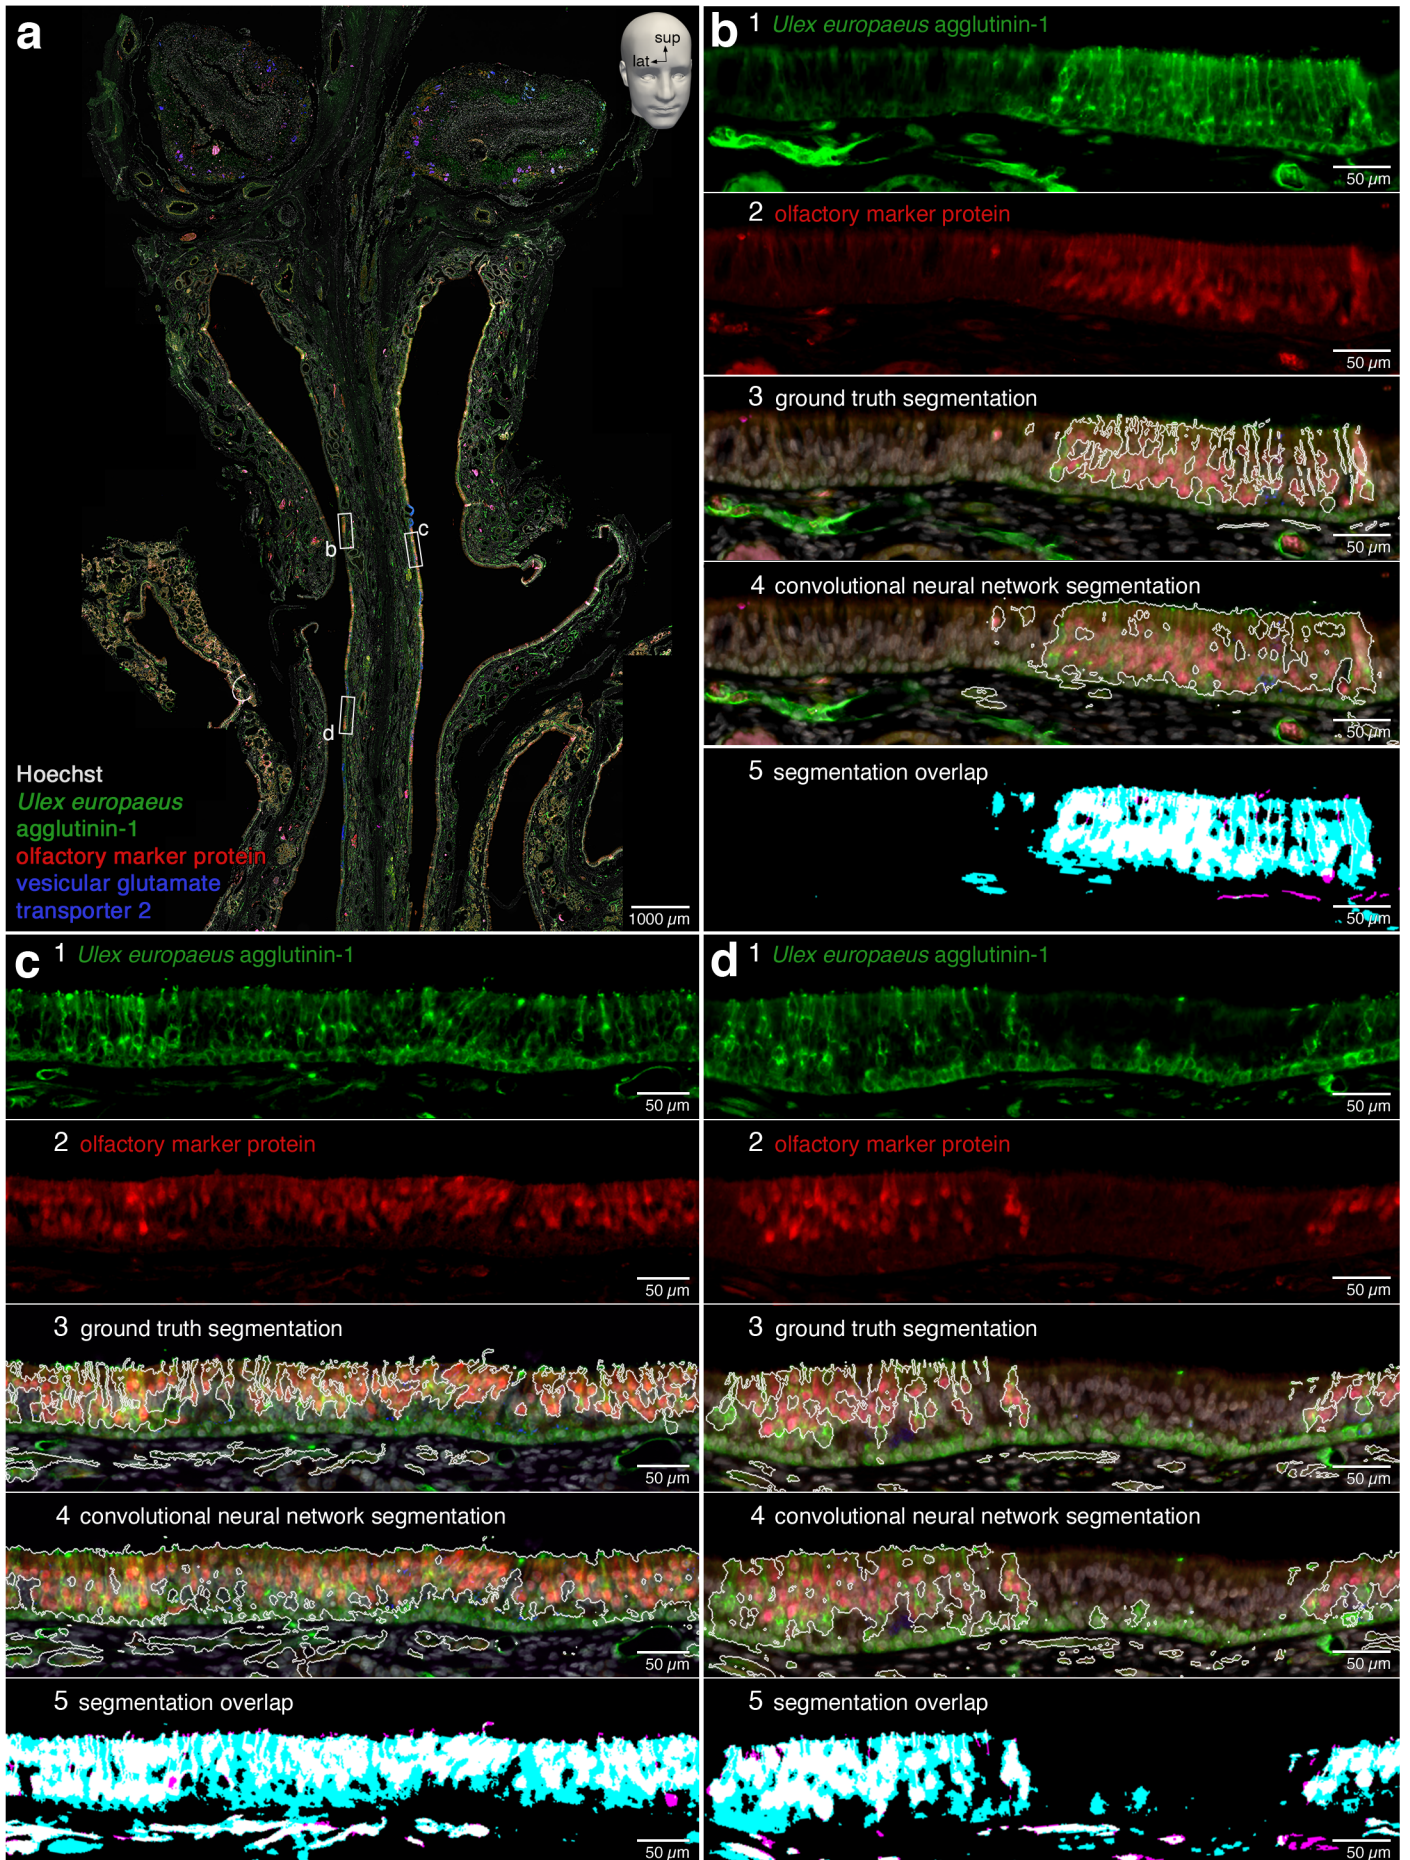 a
sup
lat
b
c
d
Hoechst
Ulex europaeus
agglutinin-1
olfactory marker protein
vesicular glutamate
transporter 2
1000 µm
b
1 Ulex europaeus agglutinin-1
50 µm
2 olfactory marker protein
50 µm
3 ground truth segmentation
50 µm
4 convolutional neural network segmentation
50 µm
5 segmentation overlap
50 µm
c
1 Ulex europaeus agglutinin-1
50 µm
2 olfactory marker protein
50 µm
3 ground truth segmentation
50 µm
4 convolutional neural network segmentation
50 µm
5 segmentation overlap
50 µm
d
1 Ulex europaeus agglutinin-1
50 µm
2 olfactory marker protein
50 µm
3 ground truth segmentation
50 µm
4 convolutional neural network segmentation
50 µm
5 segmentation overlap
50 µm